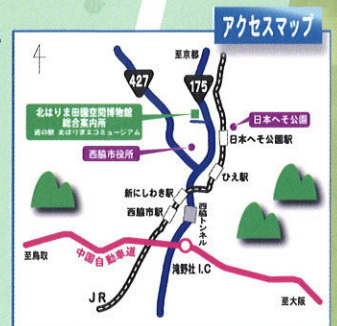 アクセスマップ
至京都
427
175
北はりま田園空間博物館
総合案内所
道の駅 北はりまエコミュージアム
日本へそ公園
日本へそ公園駅
西脇市役所
ひえ駅
新にしわき駅
西脇市駅
西脇トンネル
至鳥取
中国自動車道
滝野社I.C
JR
至大阪